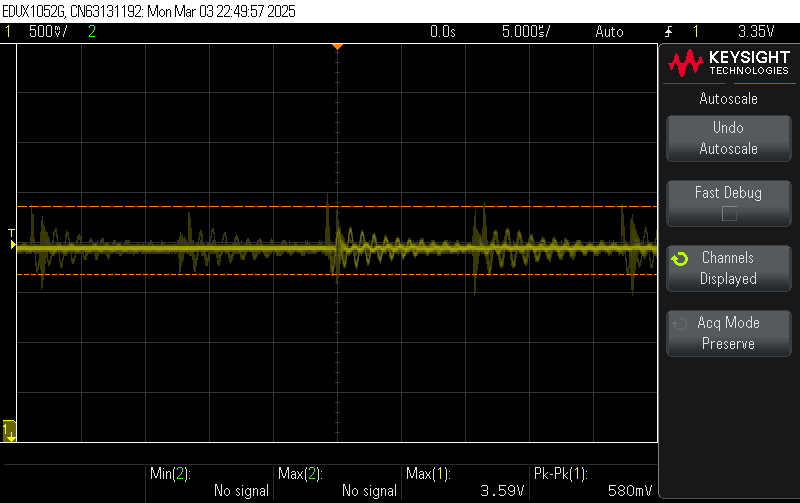 EDUX1052G, CN63131192: Mon Mar 03 22:49:57 2025
1 500mV/ 2 0.0s 5.000s/ Auto 1 3.35V
KEYSIGHT
TECHNOLOGIES
Autoscale
Undo
Autoscale
Fast Debug
T
Channels
Displayed
Acq Mode
Preserve
1
Min(2):
No signal
Max(2):
No signal
Max(1):
3.59V
Pk-Pk(1):
580mV